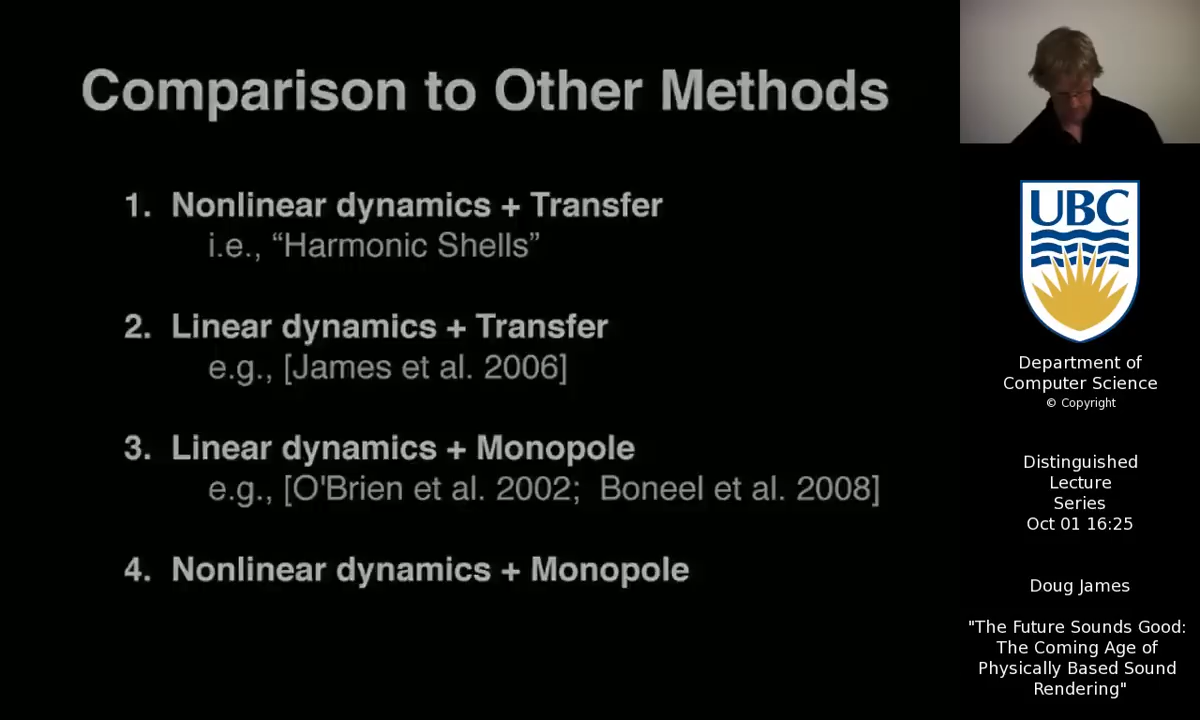 Comparison to Other Methods
1. Nonlinear dynamics + Transfer
i.e., “Harmonic Shells”
2. Linear dynamics + Transfer
e.g., [James et al. 2006]
3. Linear dynamics + Monopole
e.g., [O'Brien et al. 2002; Boneel et al. 2008]
4. Nonlinear dynamics + Monopole
UBC
Department of
Computer Science
© Copyright
Distinguished
Lecture
Series
Oct 01 16:25
Doug James
"The Future Sounds Good:
The Coming Age of
Physically Based Sound
Rendering"